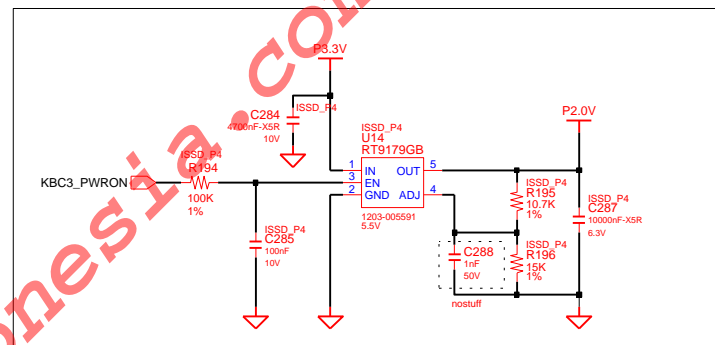 P3.3V
P2.0V
ISSD_P4
C284
4700nF-X5R
10V
ISSD_P4
U14
RT9179GB
1 IN OUT 5
3 EN
2 GND ADJ 4
1203-005591
5.5V
KBC3_PWRON
ISSD_P4
R194
100K
1%
ISSD_P4
C285
100nF
10V
ISSD_P4
R195
10.7K
1%
ISSD_P4
C287
10000nF-X5R
6.3V
C288
1nF
50V
nostuff
ISSD_P4
R196
15K
1%
onesia.com